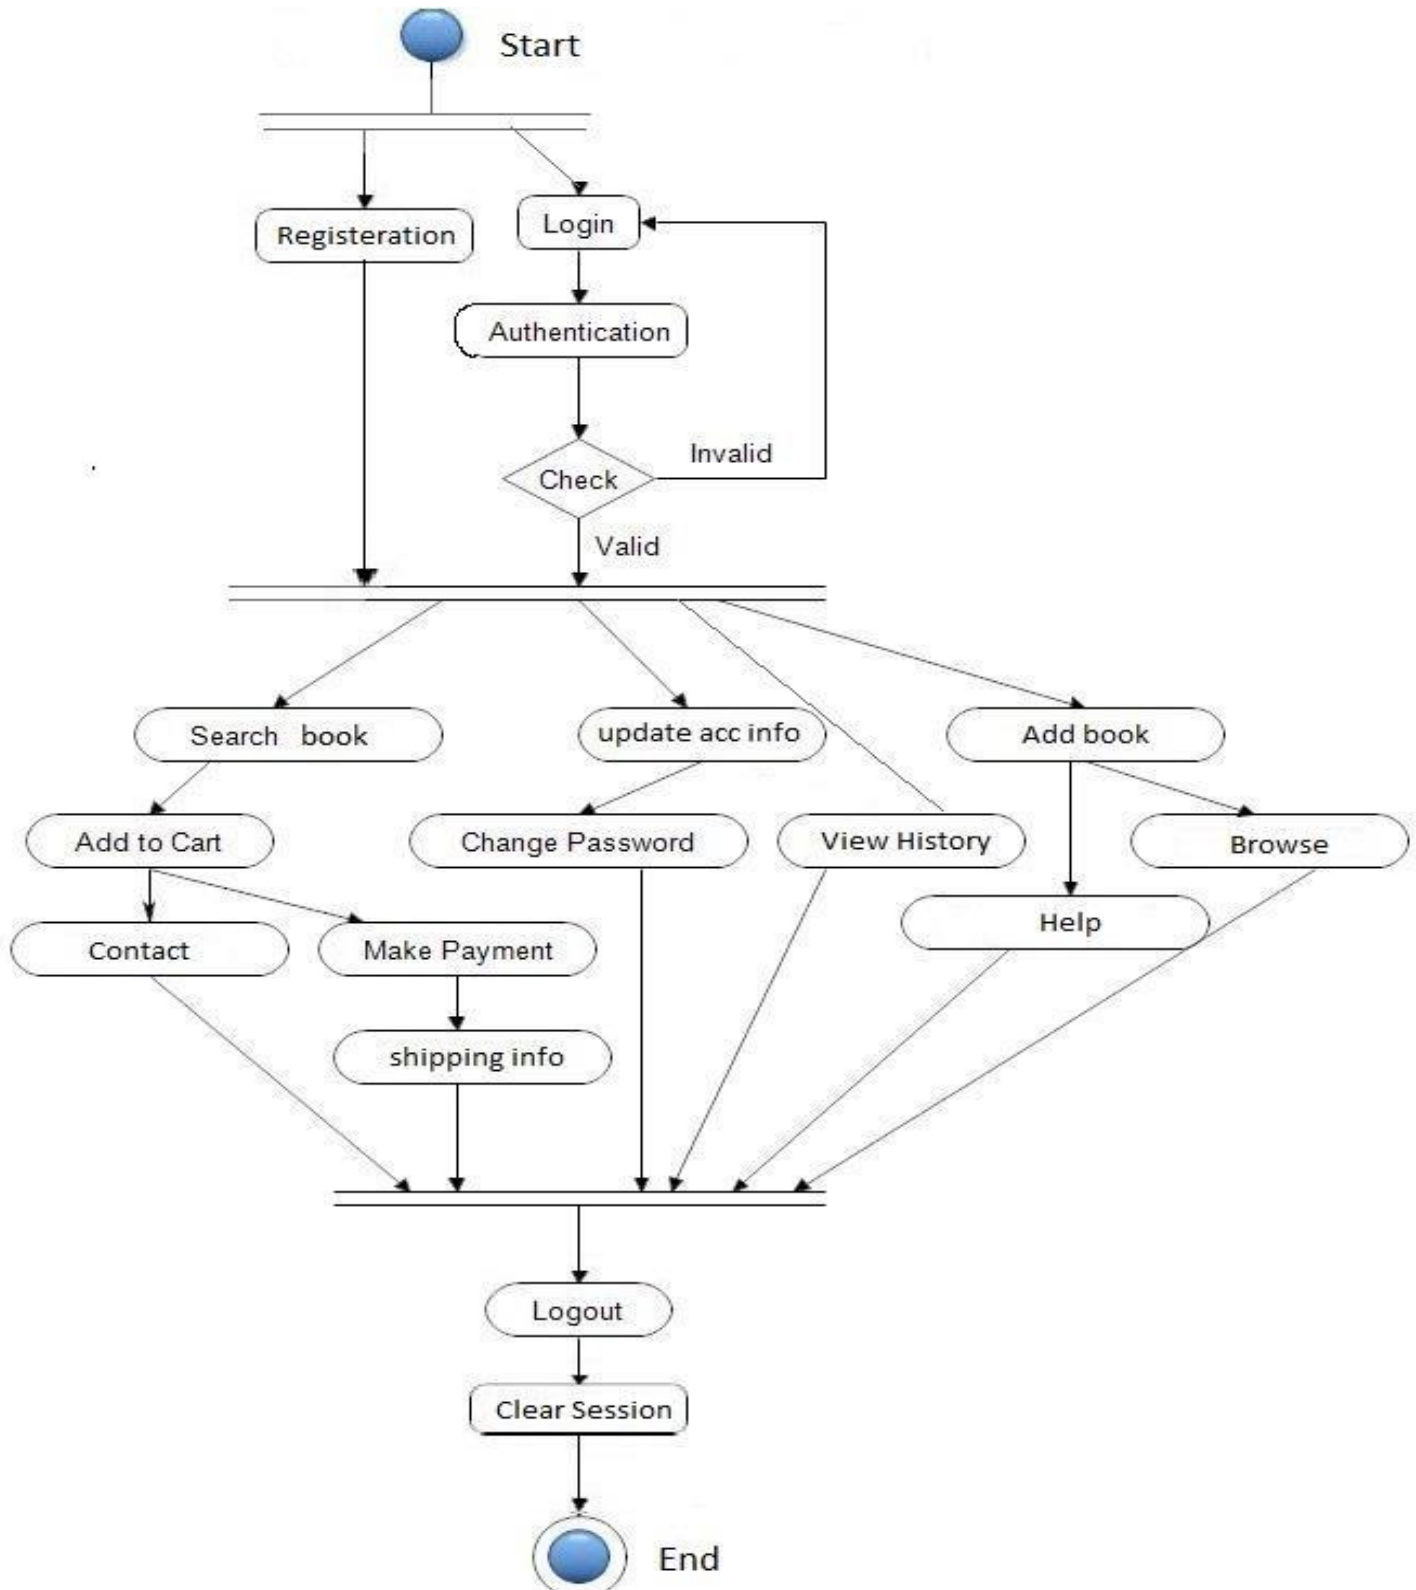 Start
Registeration
Login
Authentication
Check
Invalid
Valid
Search book
update acc info
Add book
Add to Cart
Change Password
View History
Browse
Contact
Make Payment
Help
shipping info
Logout
Clear Session
End